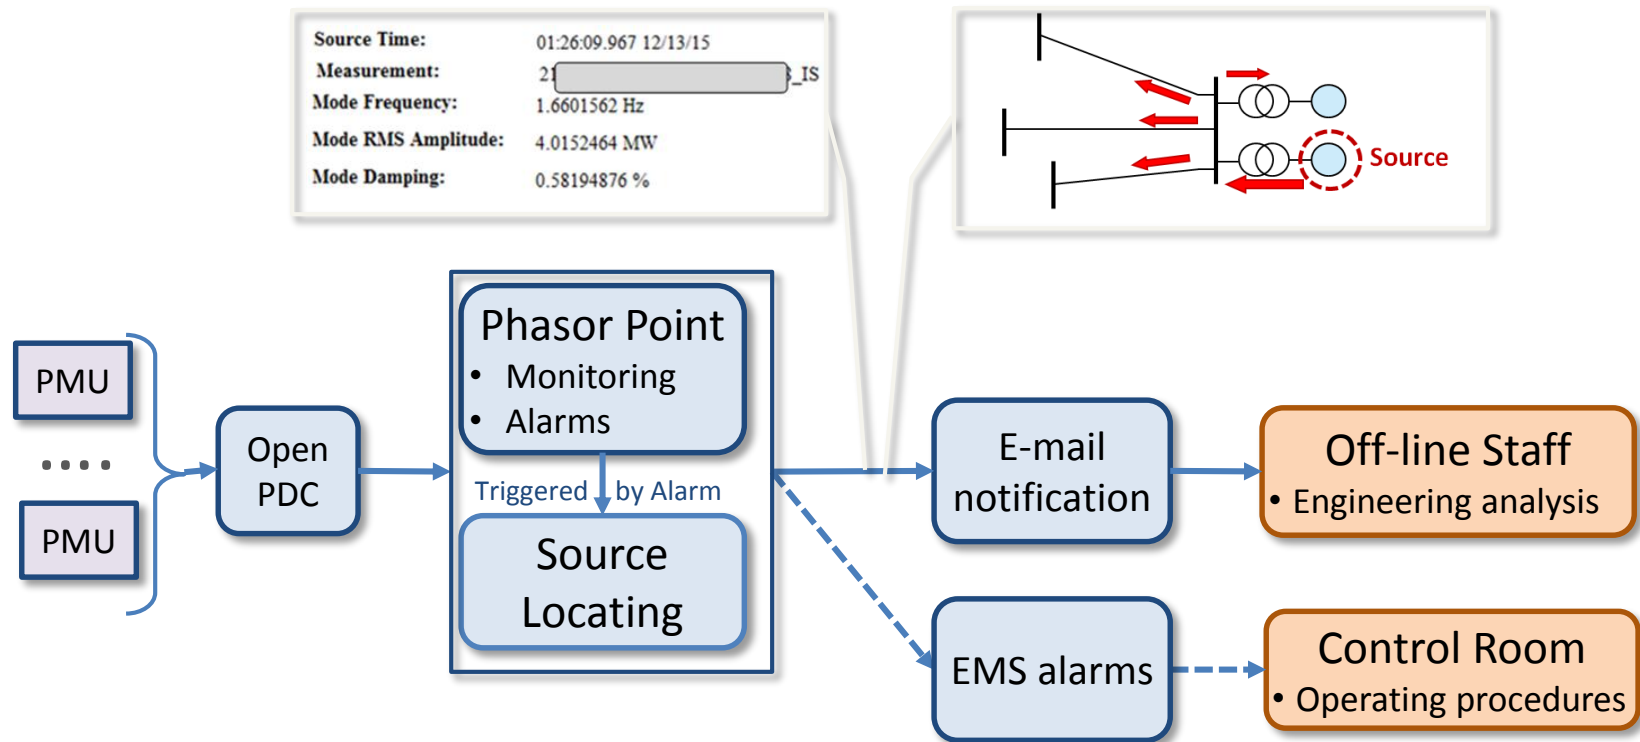 Source Time: 01:26:09.967 12/13/15
Measurement: 21 _IS
Mode Frequency: 1.6601562 Hz
Mode RMS Amplitude: 4.0152464 MW
Mode Damping: 0.58194876 %
Source
PMU
....
PMU
Open
PDC
Phasor Point
• Monitoring
• Alarms
Triggered by Alarm
Source
Locating
E-mail
notification
Off-line Staff
• Engineering analysis
EMS alarms
Control Room
• Operating procedures